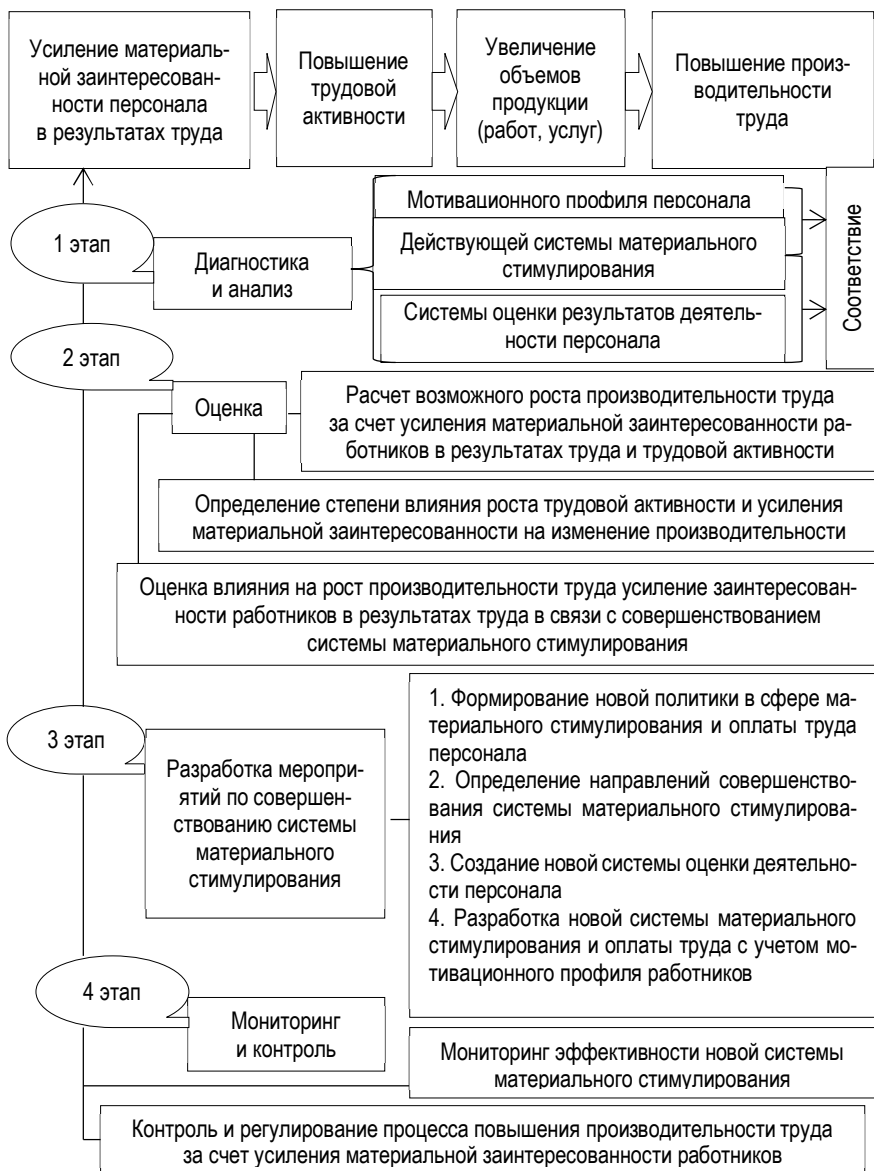 Усиление материаль-
ной заинтересован-
ности персонала
в результатах труда
Повышение
трудовой
активности
Увеличение
объемов
продукции
(работ, услуг)
Повышение произ-
водительности
труда
1 этап
Диагностика
и анализ
Мотивационного профиля персонала
Действующей системы материального
стимулирования
Системы оценки результатов деятель-
ности персонала
Соответствие
2 этап
Оценка
Расчет возможного роста производительности труда
за счет усиления материальной заинтересованности ра-
ботников в результатах труда и трудовой активности
Определение степени влияния роста трудовой активности и усиления
материальной заинтересованности на изменение производительности
Оценка влияния на рост производительности труда усиление заинтересован-
ности работников в результатах труда в связи с совершенствованием
системы материального стимулирования
3 этап
Разработка мероприя-
тий по совершен-
ствованию системы
материального
стимулирования
1. Формирование новой политики в сфере ма-
териального стимулирования и оплаты труда
персонала
2. Определение направлений совершенство-
вания системы материального стимулирова-
ния
3. Создание новой системы оценки деятельно-
сти персонала
4. Разработка новой системы материального
стимулирования и оплаты труда с учетом мо-
тивационного профиля работников
4 этап
Мониторинг
и контроль
Мониторинг эффективности новой системы
материального стимулирования
Контроль и регулирование процесса повышения производительности труда
за счет усиления материальной заинтересованности работников